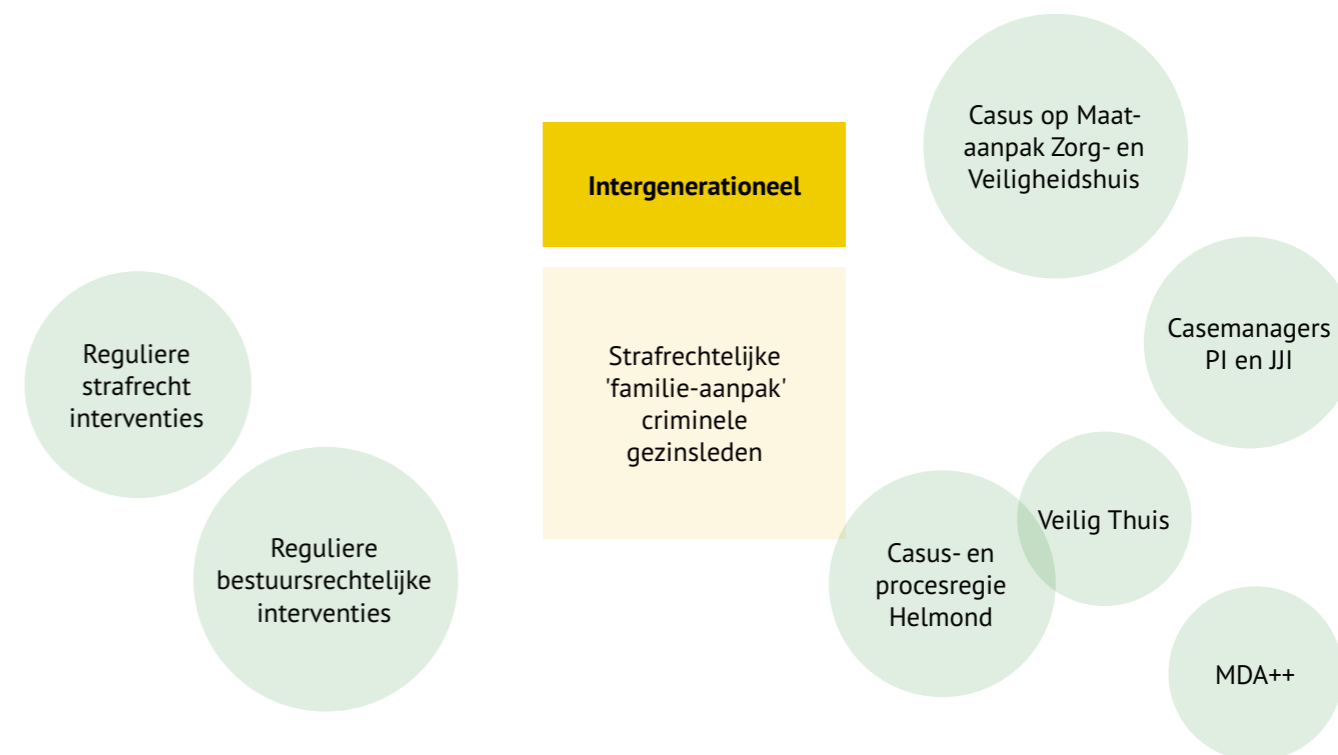 Casus op Maat-
aanpak Zorg- en
Veiligheidshuis
Intergenerationeel
Casemanagers
PI en JJI
Reguliere
strafrecht
interventies
Strafrechtelijke
'familie-aanpak'
criminele
gezinsleden
Veilig Thuis
Reguliere
bestuursrechtelijke
interventies
Casus- en
procesregie
Helmond
MDA++